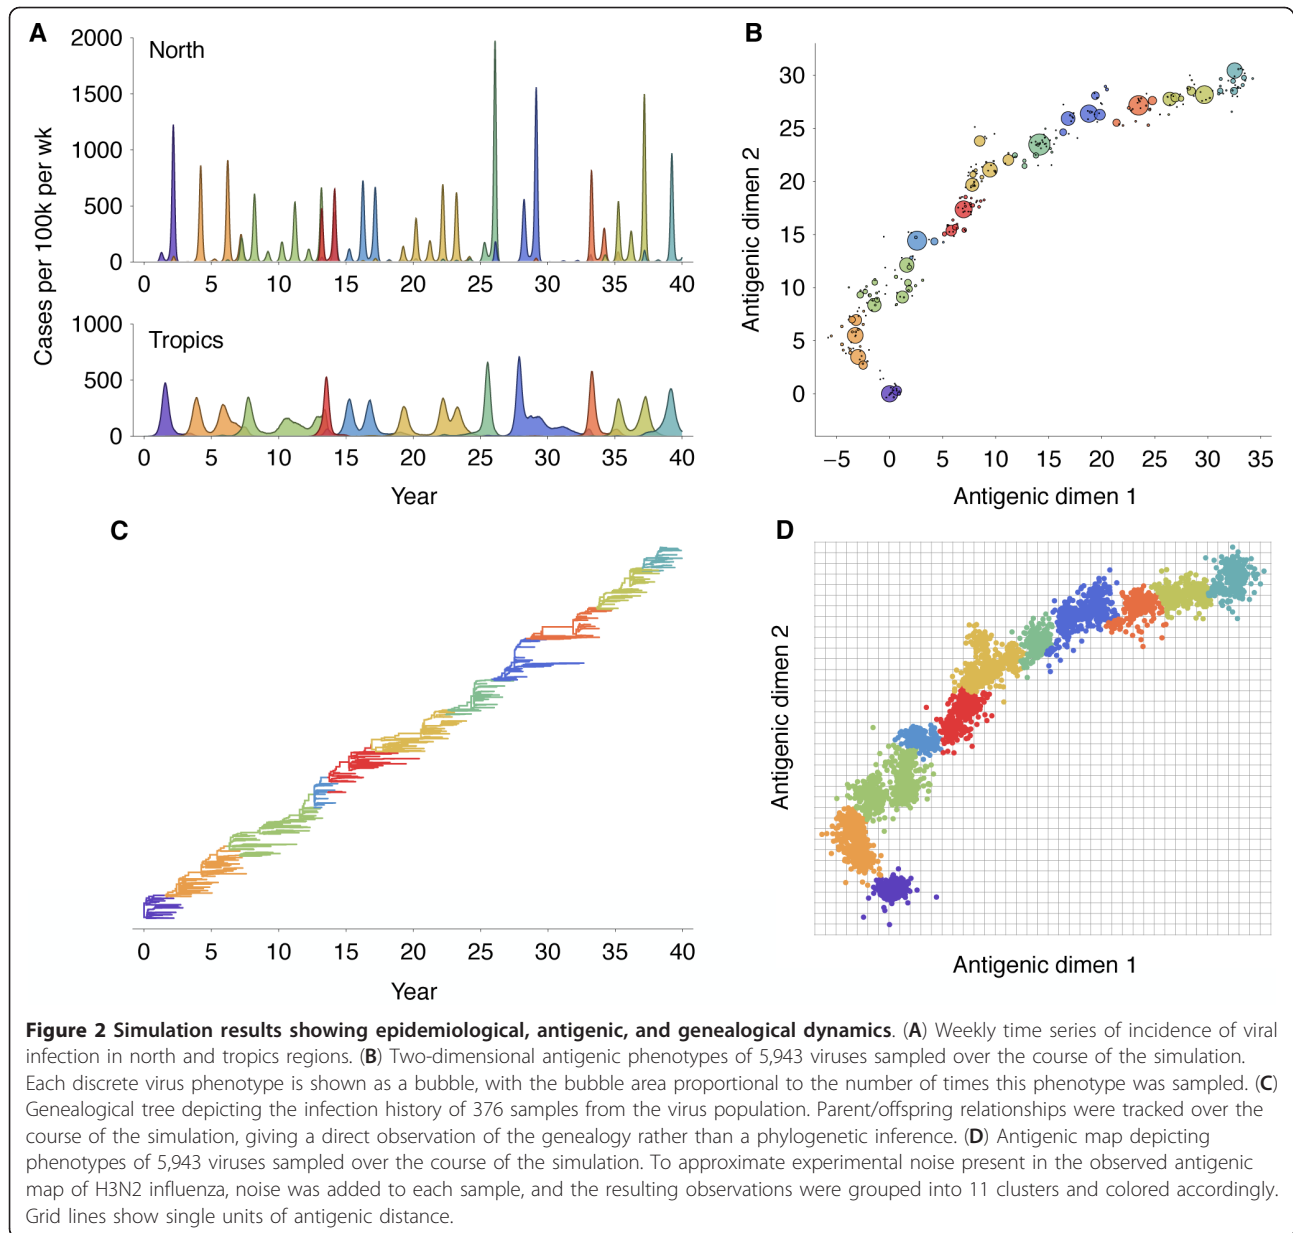 A
North
2000
1500
1000
500
0
0 5 10 15 20 25 30 35 40
Cases per 100k per wk
Tropics
1000
500
0
0 5 10 15 20 25 30 35 40
Year
B
30
25
20
15
10
5
0
Antigenic dimen 2
−5 0 5 10 15 20 25 30 35
Antigenic dimen 1
C
0 5 10 15 20 25 30 35 40
Year
D
Antigenic dimen 2
Antigenic dimen 1
Figure 2 Simulation results showing epidemiological, antigenic, and genealogical dynamics. (A) Weekly time series of incidence of viral
infection in north and tropics regions. (B) Two-dimensional antigenic phenotypes of 5,943 viruses sampled over the course of the simulation.
Each discrete virus phenotype is shown as a bubble, with the bubble area proportional to the number of times this phenotype was sampled. (C)
Genealogical tree depicting the infection history of 376 samples from the virus population. Parent/offspring relationships were tracked over the
course of the simulation, giving a direct observation of the genealogy rather than a phylogenetic inference. (D) Antigenic map depicting
phenotypes of 5,943 viruses sampled over the course of the simulation. To approximate experimental noise present in the observed antigenic
map of H3N2 influenza, noise was added to each sample, and the resulting observations were grouped into 11 clusters and colored accordingly.
Grid lines show single units of antigenic distance.